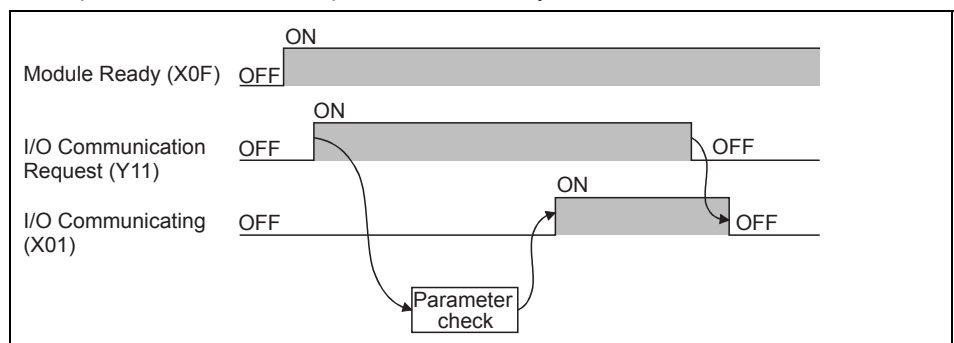 ON
Module Ready (X0F) OFF
ON
I/O Communication
Request (Y11)
OFF
OFF
ON
I/O Communicating
(X01)
OFF
OFF
Parameter
check